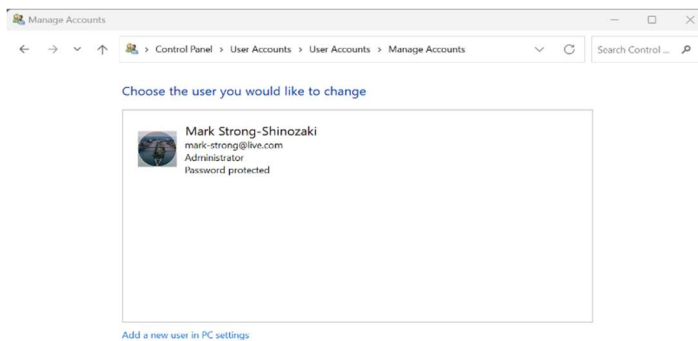 Manage Accounts
Control Panel > User Accounts > User Accounts > Manage Accounts
Search Control ...
Choose the user you would like to change
Mark Strong-Shinozaki
mark-strong@live.com
Administrator
Password protected
Add a new user in PC settings